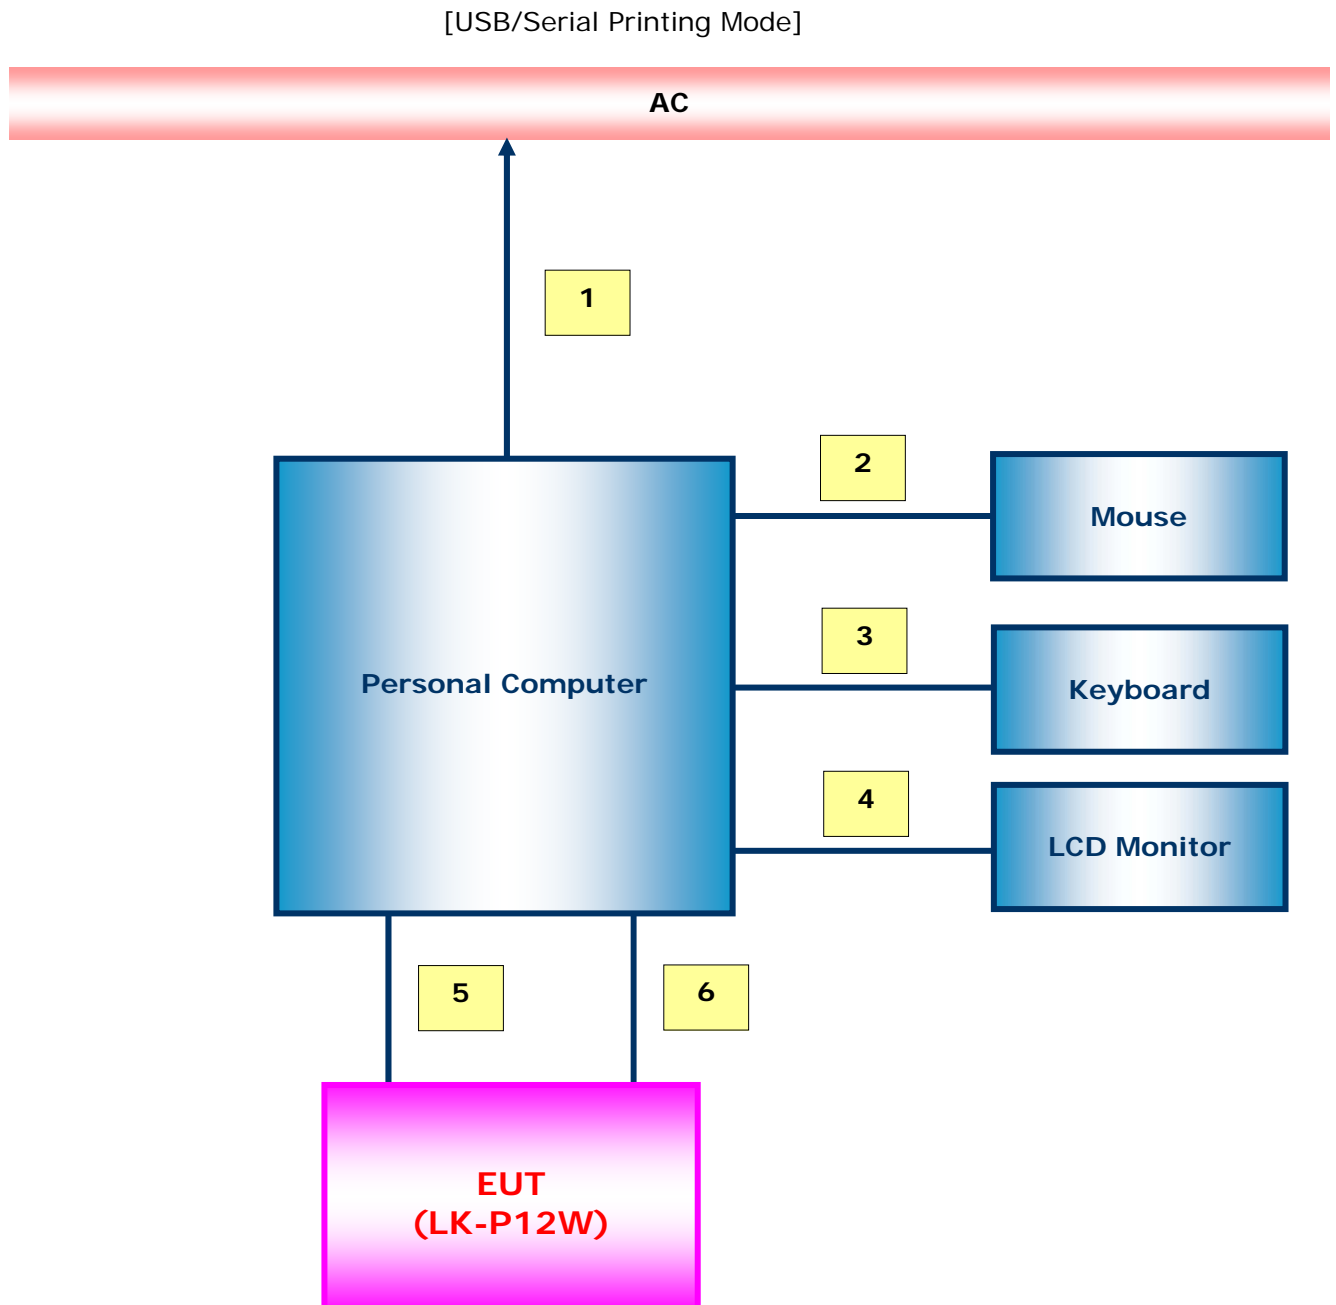 [USB/Serial Printing Mode]
AC
1
2
Mouse
3
Personal Computer
Keyboard
4
LCD Monitor
5
6
EUT
(LK-P12W)